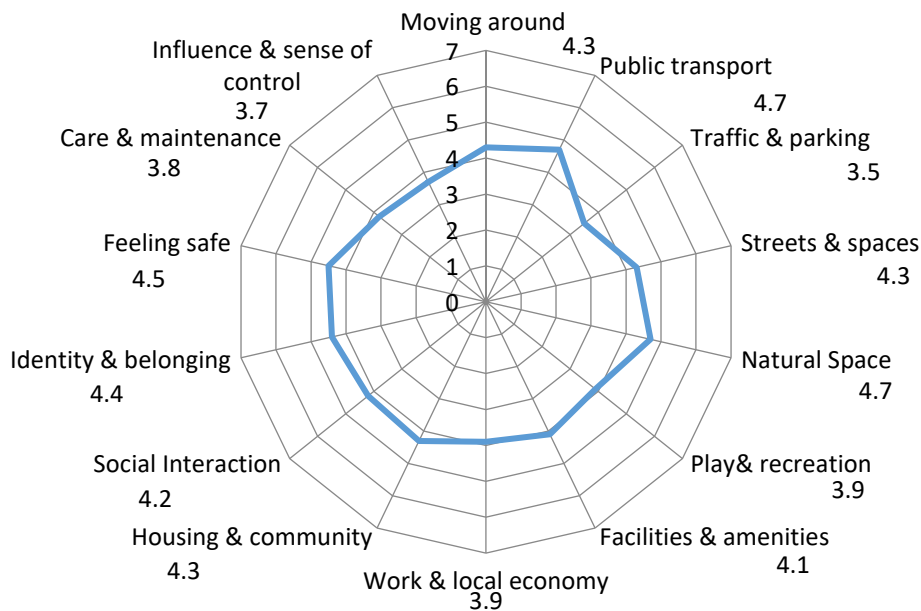 Moving around
4.3
Public transport
4.7
Traffic & parking
3.5
Streets & spaces
4.3
Natural Space
4.7
Play& recreation
3.9
Facilities & amenities
4.1
Work & local economy
3.9
Housing & community
4.3
Social Interaction
4.2
Identity & belonging
4.4
Feeling safe
4.5
Care & maintenance
3.8
Influence & sense of
control
3.7
7
6
5
4
3
2
1
0